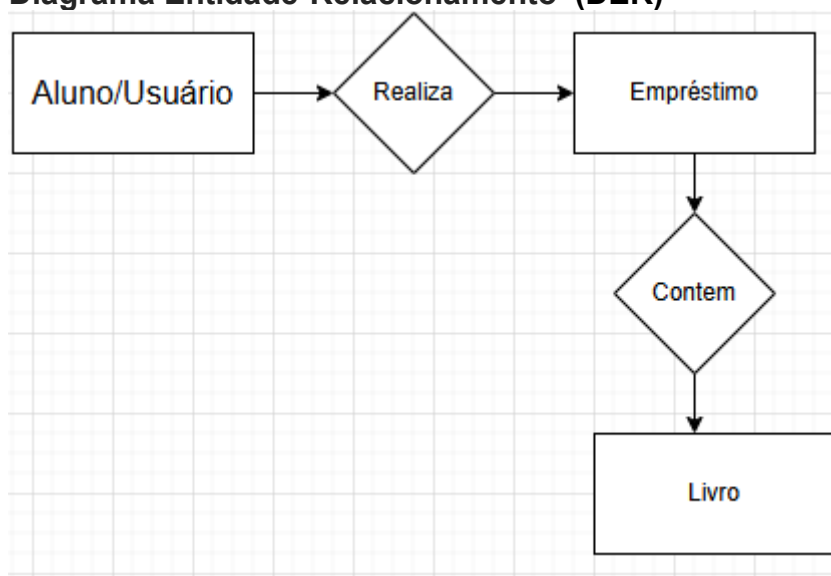 Diagrama Entidade-Relacionamento (DER)
Aluno/Usuário
Realiza
Empréstimo
Contem
Livro